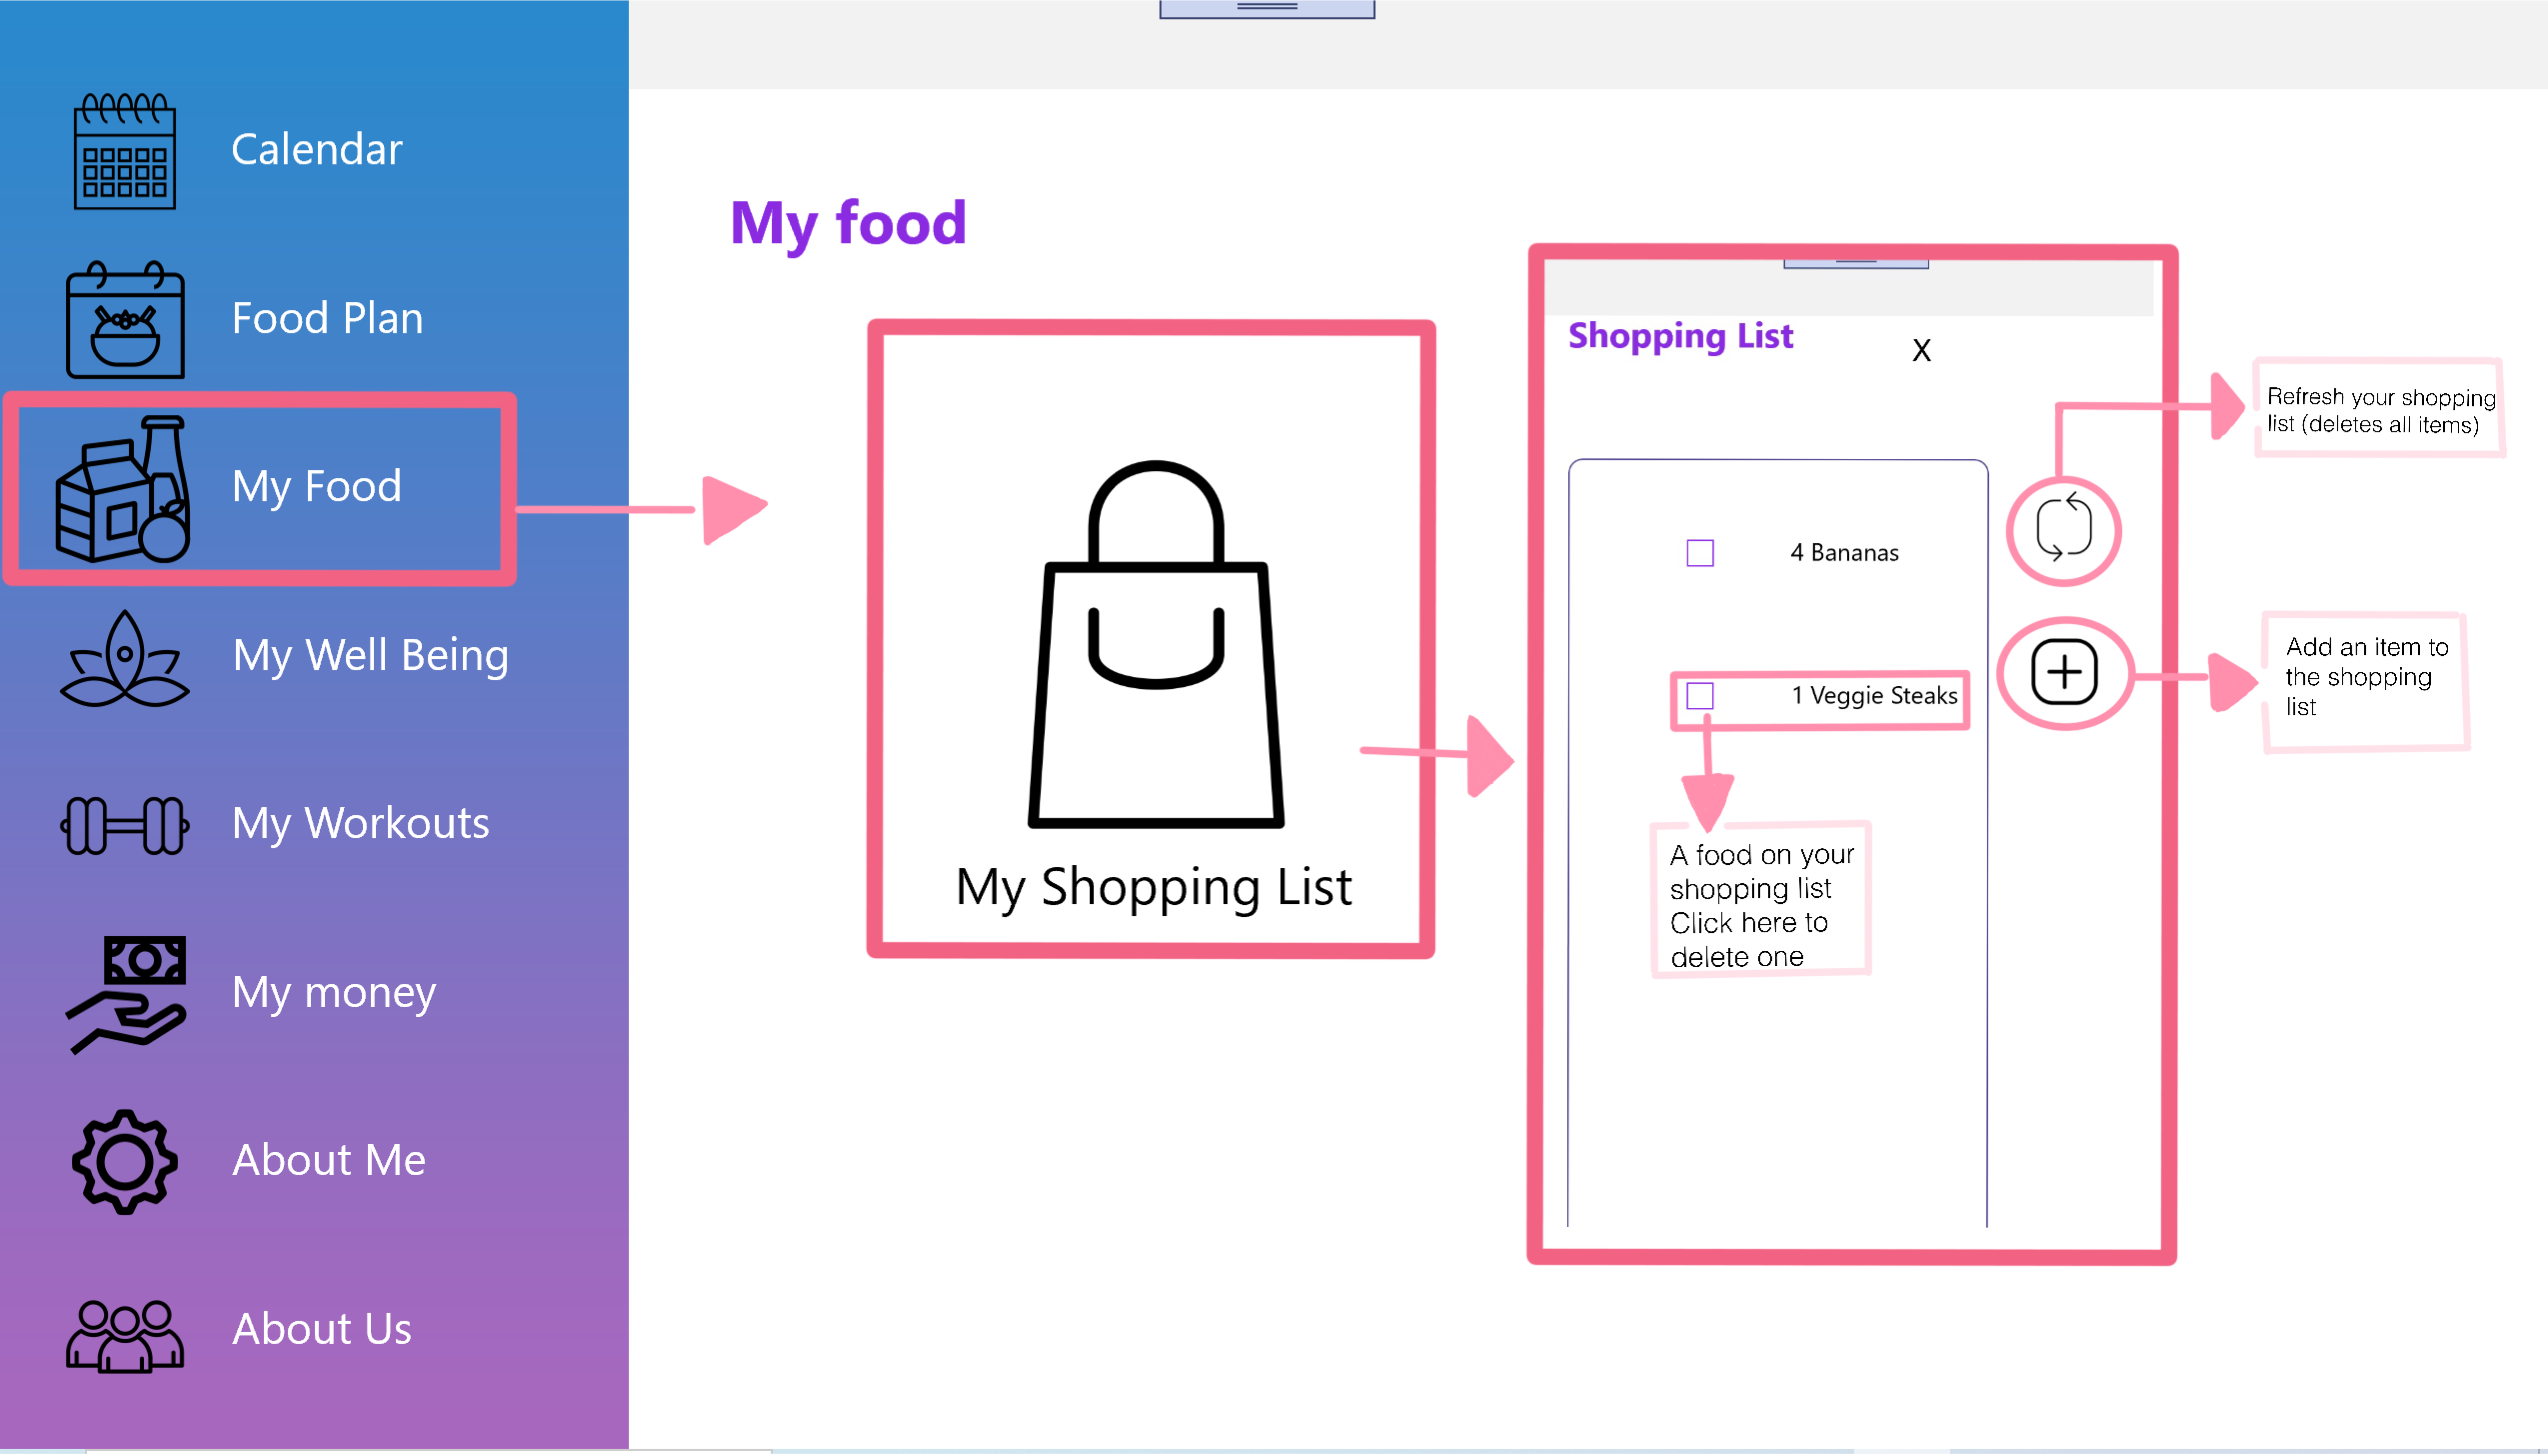 Calendar
Food Plan
My Food
My Well Being
My Workouts
My money
About Me
About Us
My food
My Shopping List
Shopping List
X
4 Bananas
1 Veggie Steaks
A food on your
shopping list
Click here to
delete one
Refresh your shopping
list (deletes all items)
Add an item to
the shopping
list